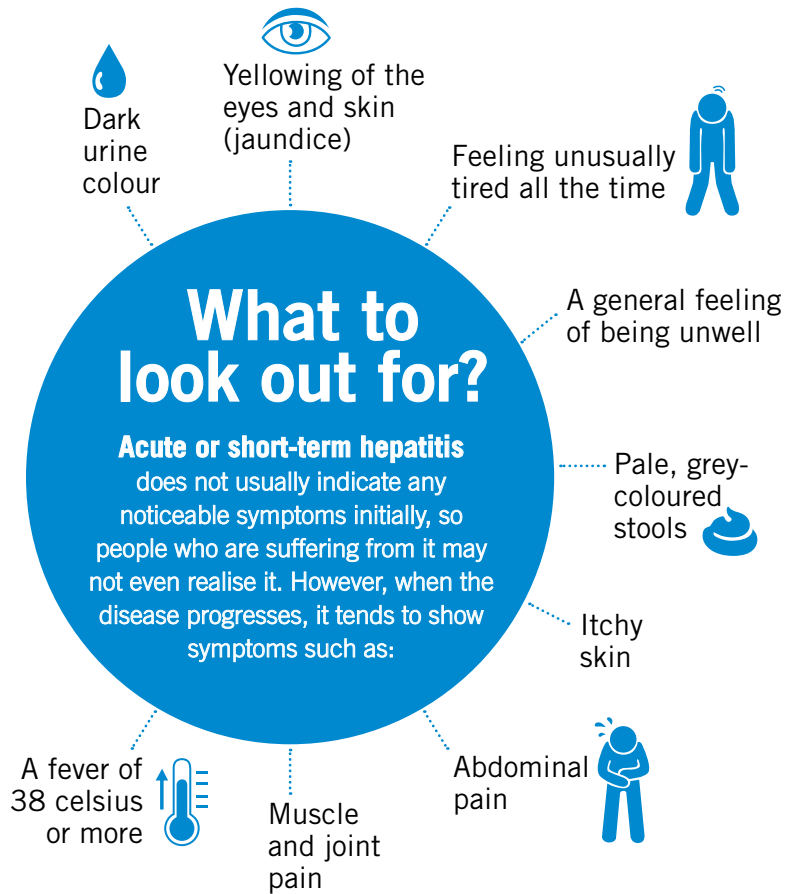 Dark
urine
colour
Yellowing of the
eyes and skin
(jaundice)
Feeling unusually
tired all the time
A general feeling
of being unwell
Pale, grey-
coloured
stools
Itchy
skin
Abdominal
pain
Muscle
and joint
pain
A fever of
38 celsius
or more
What to
look out for?
Acute or short-term hepatitis
does not usually indicate any
noticeable symptoms initially, so
people who are suffering from it may
not even realise it. However, when the
disease progresses, it tends to show
symptoms such as: